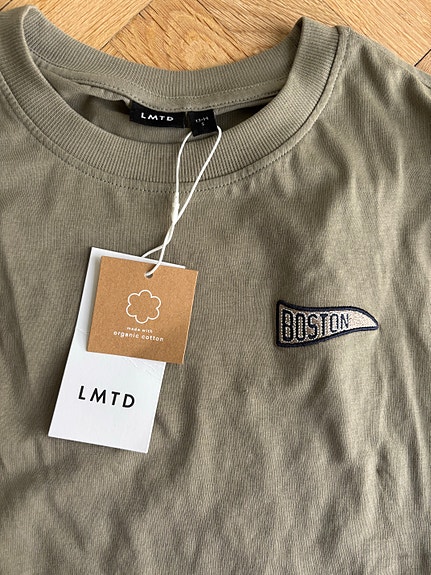 LMTD
made with
organic cotton
LMTD
BOSTON